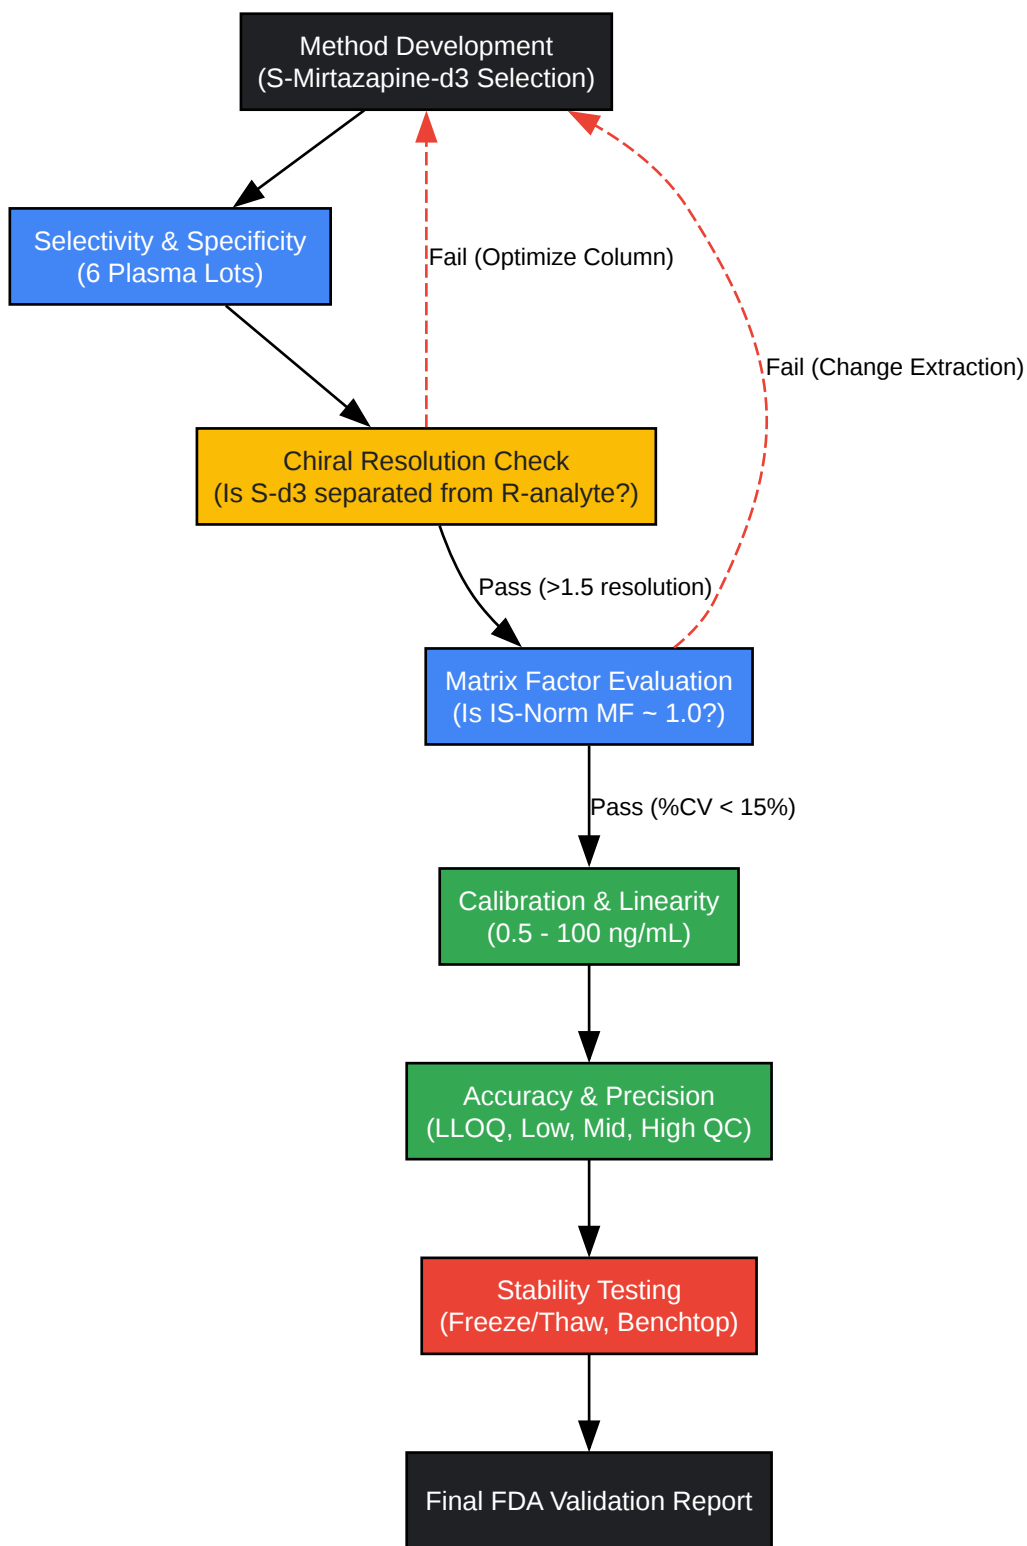 Method Development
(S-Mirtazapine-d3 Selection)
Selectivity & Specificity
(6 Plasma Lots)
Fail (Optimize Column)
Fail (Change Extraction)
Chiral Resolution Check
(Is S-d3 separated from R-analyte?)
Pass (>1.5 resolution)
Matrix Factor Evaluation
(Is IS-Norm MF ~ 1.0?)
Pass (%CV < 15%)
Calibration & Linearity
(0.5 - 100 ng/mL)
Accuracy & Precision
(LLOQ, Low, Mid, High QC)
Stability Testing
(Freeze/Thaw, Benchtop)
Final FDA Validation Report